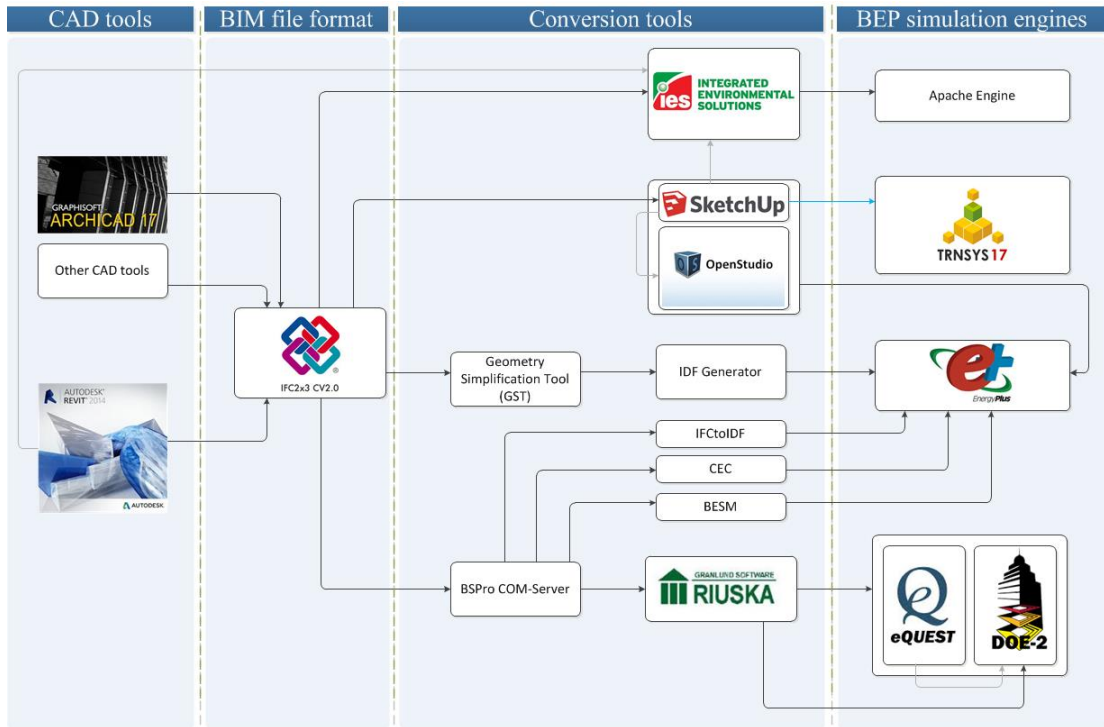 CAD tools
BIM file format
Conversion tools
BEP simulation engines
GRAPHISOFT
ARCHICAD 17
Other CAD tools
AUTODESK®
REVIT® 2014
AUTODESK
®
IFC2x3 CV2.0
ies
INTEGRATED
ENVIRONMENTAL
SOLUTIONS
SketchUp
OS
OpenStudio
Geometry
Simplification Tool
(GST)
IDF Generator
IFCtoIDF
CEC
BESM
BSPro COM-Server
GRANLUND SOFTWARE
RIUSKA
Apache Engine
TRNSYS 17
e+
EnergyPlus
Q
eQUEST
DOE-2